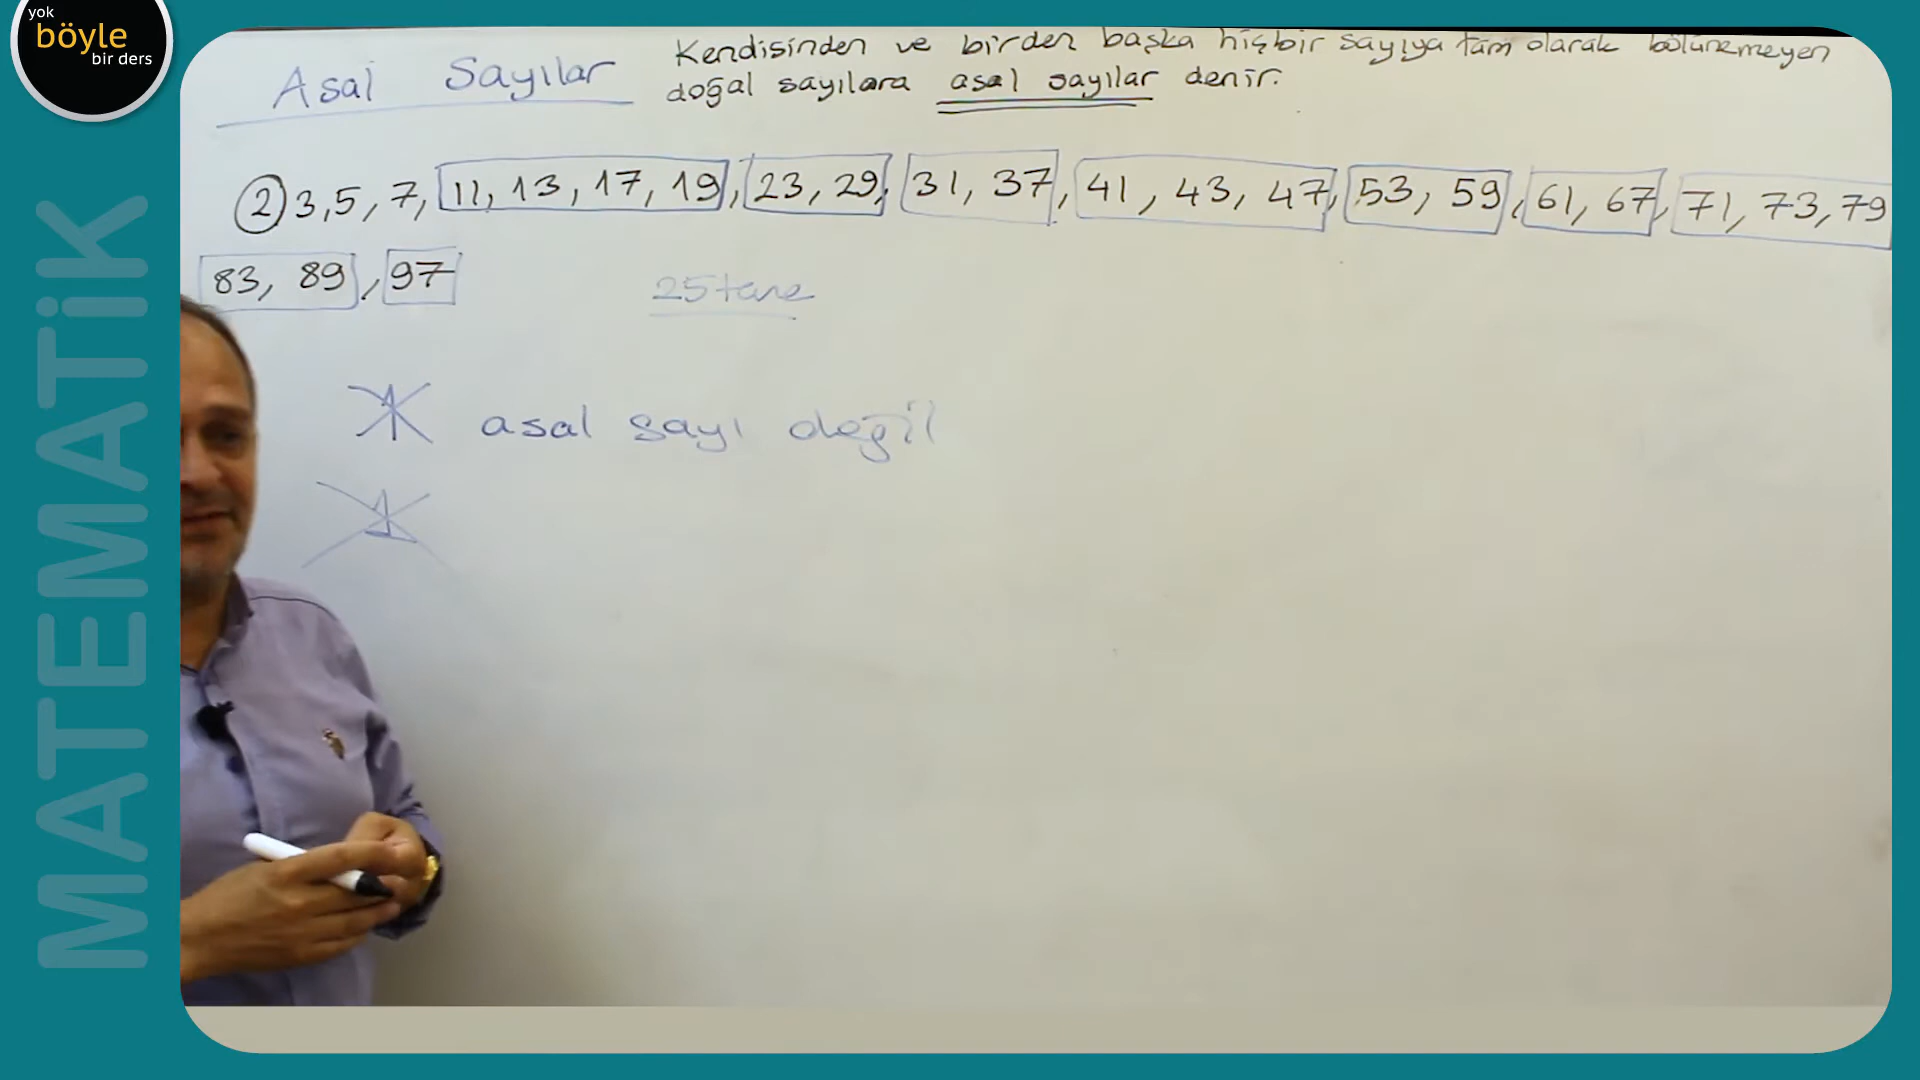 yok
böyle
bir ders
MATEMATİK
Asal Sayılar
Kendisinden ve birden başka hiçbir sayıya tam olarak bölünemeyen
doğal sayılara asal sayılar denir.
2 3, 5, 7, 11, 13, 17, 19, 23, 29, 31, 37, 41, 43, 47, 53, 59, 61, 67, 71, 73, 79
83, 89, 97
25 tane
1 asal sayı değil
1